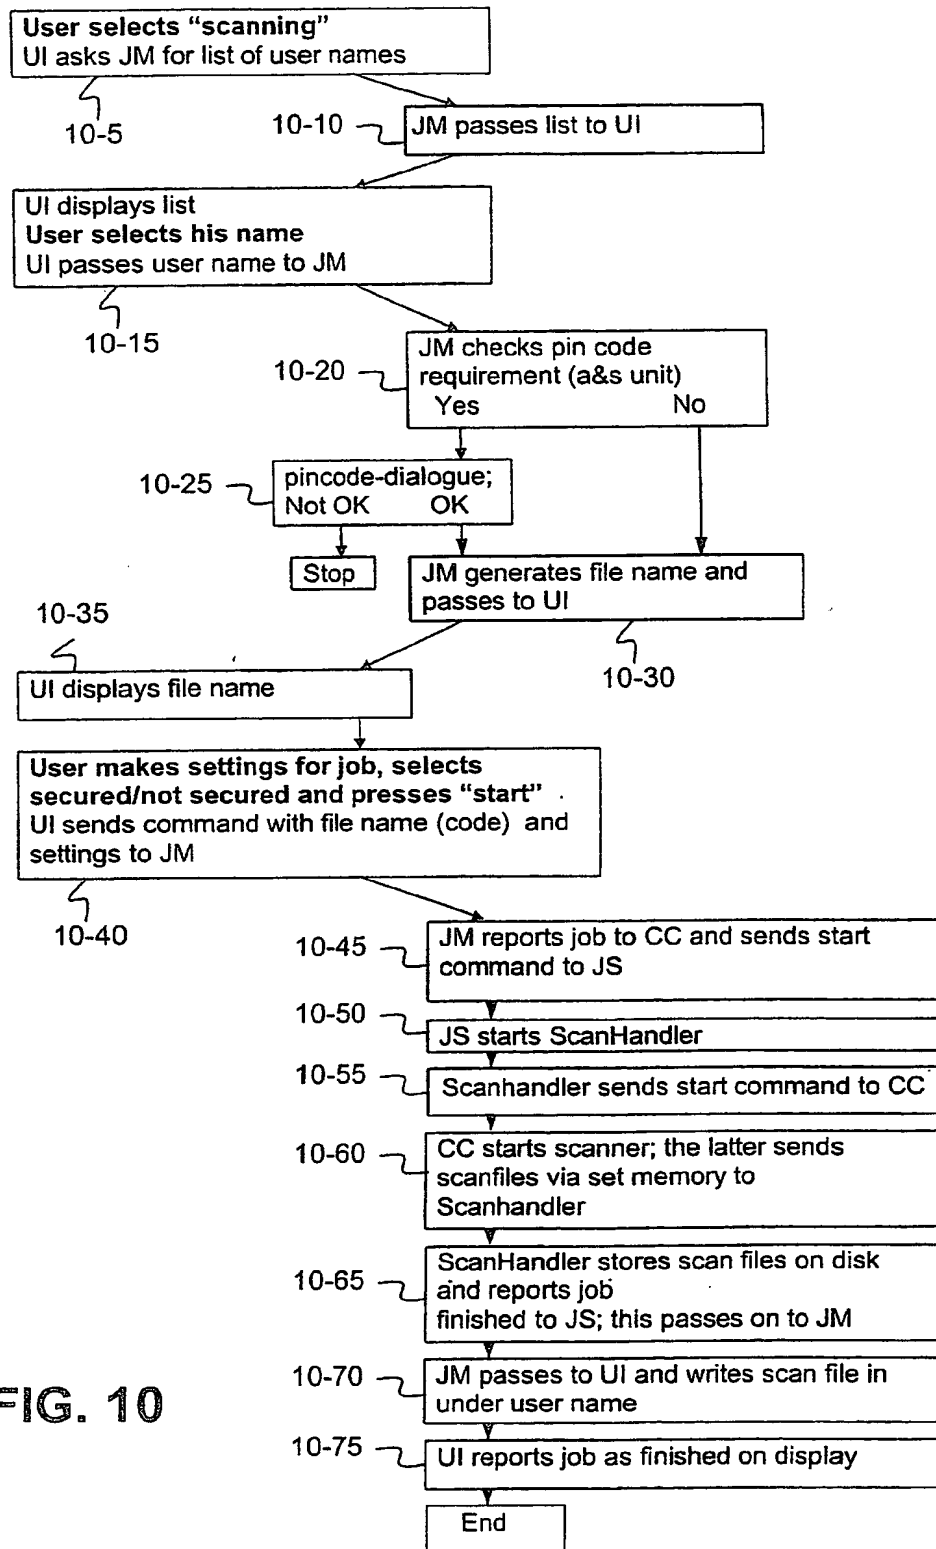 User selects “scanning”
UI asks JM for list of user names
10-5
10-10
JM passes list to UI
UI displays list
User selects his name
UI passes user name to JM
10-15
10-20
JM checks pin code
requirement (a&s unit)
Yes No
10-25
pincode-dialogue;
Not OK OK
Stop
JM generates file name and
passes to UI
10-30
10-35
UI displays file name
User makes settings for job, selects
secured/not secured and presses “start”
UI sends command with file name (code) and
settings to JM
10-40
10-45
JM reports job to CC and sends start
command to JS
10-50
JS starts ScanHandler
10-55
Scanhandler sends start command to CC
10-60
CC starts scanner; the latter sends
scanfiles via set memory to
Scanhandler
10-65
ScanHandler stores scan files on disk
and reports job
finished to JS; this passes on to JM
10-70
JM passes to UI and writes scan file in
under user name
10-75
UI reports job as finished on display
End
FIG. 10